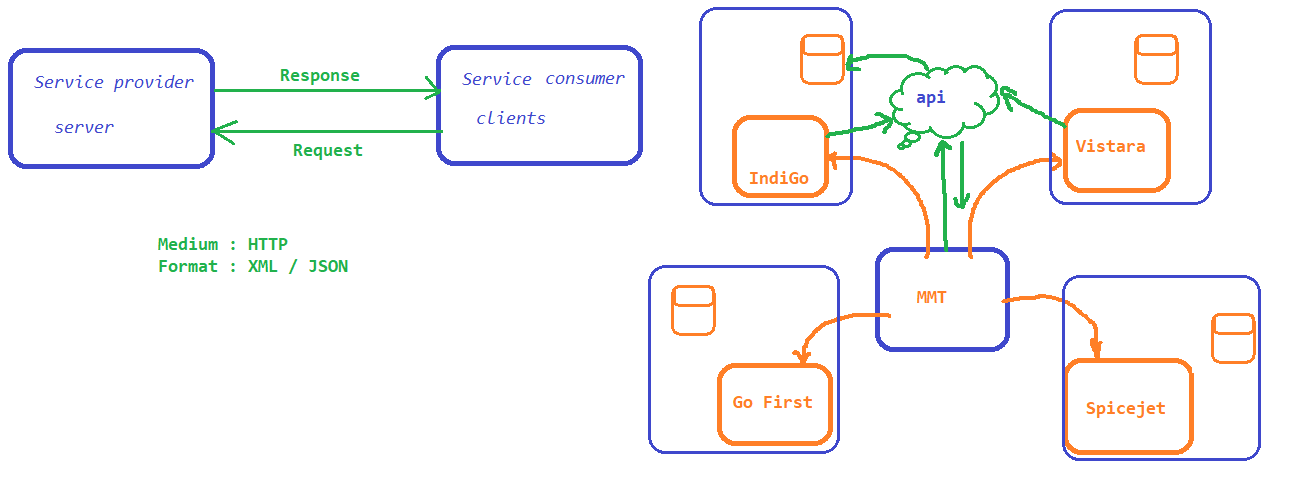 Service provider
server
Response
Request
Service consumer
clients
Medium : HTTP
Format : XML / JSON
api
IndiGo
Vistara
MMT
Go First
Spicejet